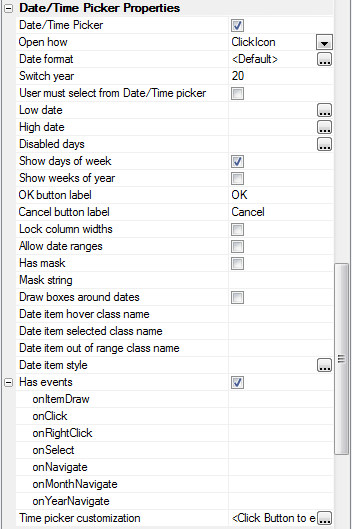 Date/Time Picker Properties
Date/Time Picker
Open how ClickIcon
Date format <Default> ...
Switch year 20
User must select from Date/Time picker
Low date ...
High date ...
Disabled days ...
Show days of week
Show weeks of year
OK button label OK
Cancel button label Cancel
Lock column widths
Allow date ranges
Has mask
Mask string
Draw boxes around dates
Date item hover class name
Date item selected class name
Date item out of range class name
Date item style ...
Has events
onItemDraw
onClick
onRightClick
onSelect
onNavigate
onMonthNavigate
onYearNavigate
Time picker customization <Click Button to e ...